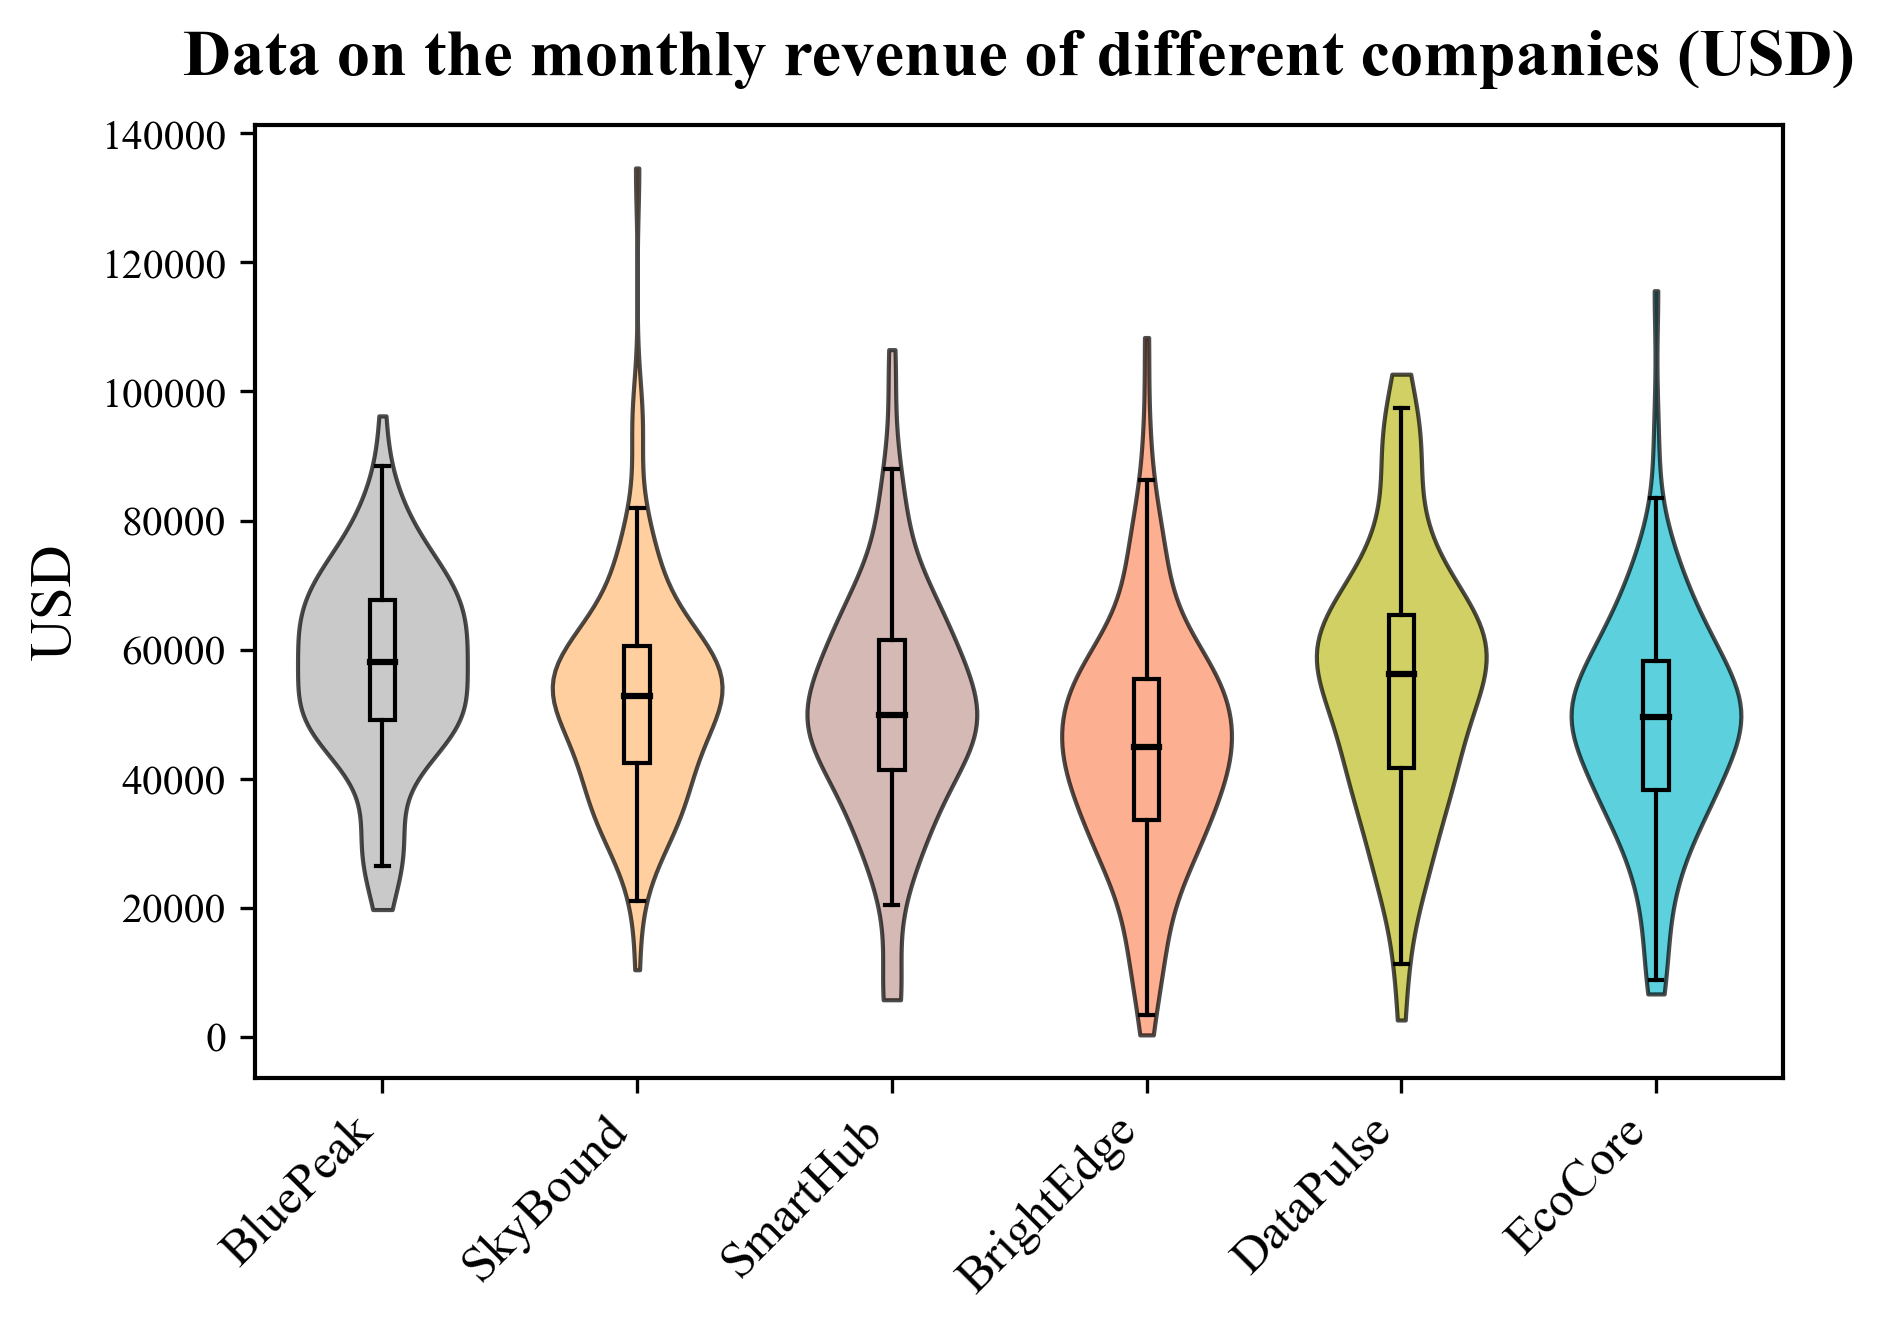 Data on the monthly revenue of different companies (USD)
USD
140000
120000
100000
80000
60000
40000
20000
0
BluePeak
SkyBound
SmartHub
BrightEdge
DataPulse
EcoCore